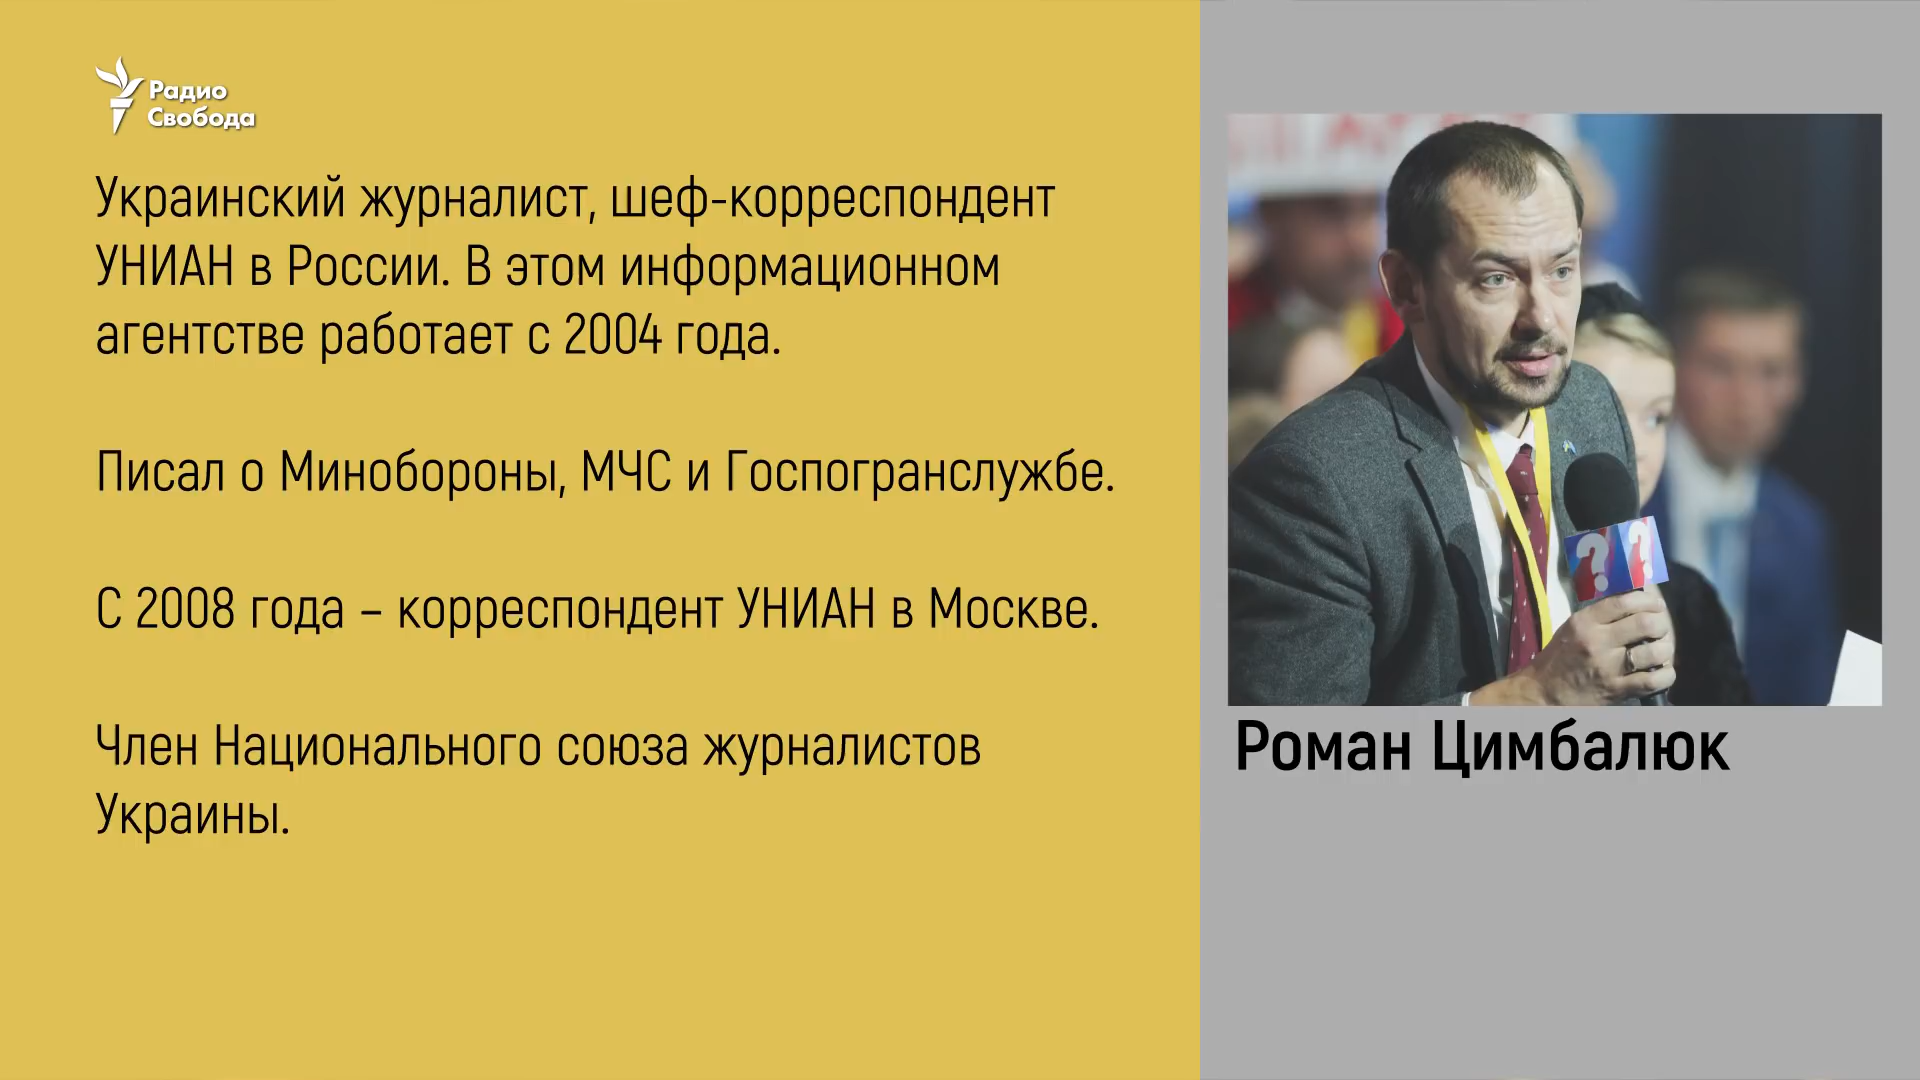 Радио
Свобода
Украинский журналист, шеф-корреспондент
УНИАН в России. В этом информационном
агентстве работает с 2004 года.
Писал о Минобороны, МЧС и Госпогранслужбе.
С 2008 года – корреспондент УНИАН в Москве.
Член Национального союза журналистов
Украины.
? ?
Роман Цимбалюк